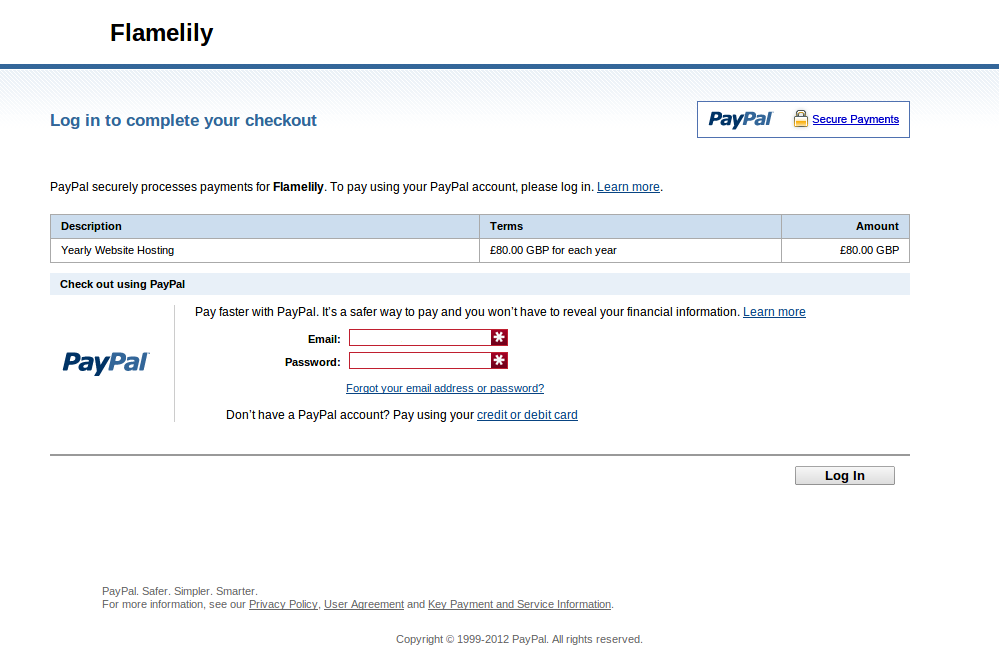 Flamelily
Log in to complete your checkout
PayPal
Secure Payments
PayPal securely processes payments for Flamelily. To pay using your PayPal account, please log in. Learn more.
Description Terms Amount
Yearly Website Hosting £80.00 GBP for each year £80.00 GBP
Check out using PayPal
Pay faster with PayPal. It’s a safer way to pay and you won’t have to reveal your financial information. Learn more
Email:
Password:
PayPal
Forgot your email address or password?
Don’t have a PayPal account? Pay using your credit or debit card
Log In
PayPal. Safer. Simpler. Smarter.
For more information, see our Privacy Policy, User Agreement and Key Payment and Service Information.
Copyright © 1999-2012 PayPal. All rights reserved.